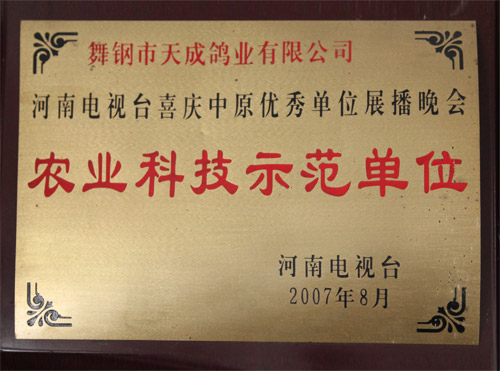 舞钢市天成鸽业有限公司
河南电视台喜庆中原优秀单位展播晚会
农业科技示范单位
河南电视台
2007年8月